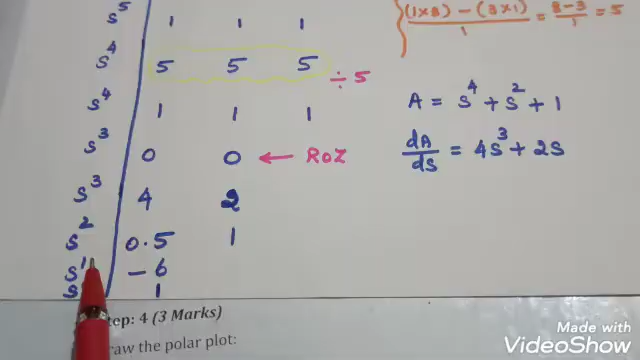 s⁵ 1 1 1
(1×8) − (3×1) / 1 = 8−3 / 1 = 5
s⁴ 5 5 5 ÷5
s⁴ 1 1 1
A = s⁴ + s² + 1
s³ 0 0 ← ROZ
dA/ds = 4s³ + 2s
s³ 4 2
s² 0.5 1
s¹ −6
s 1
tep: 4 (3 Marks)
raw the polar plot:
Made with
VideoShow